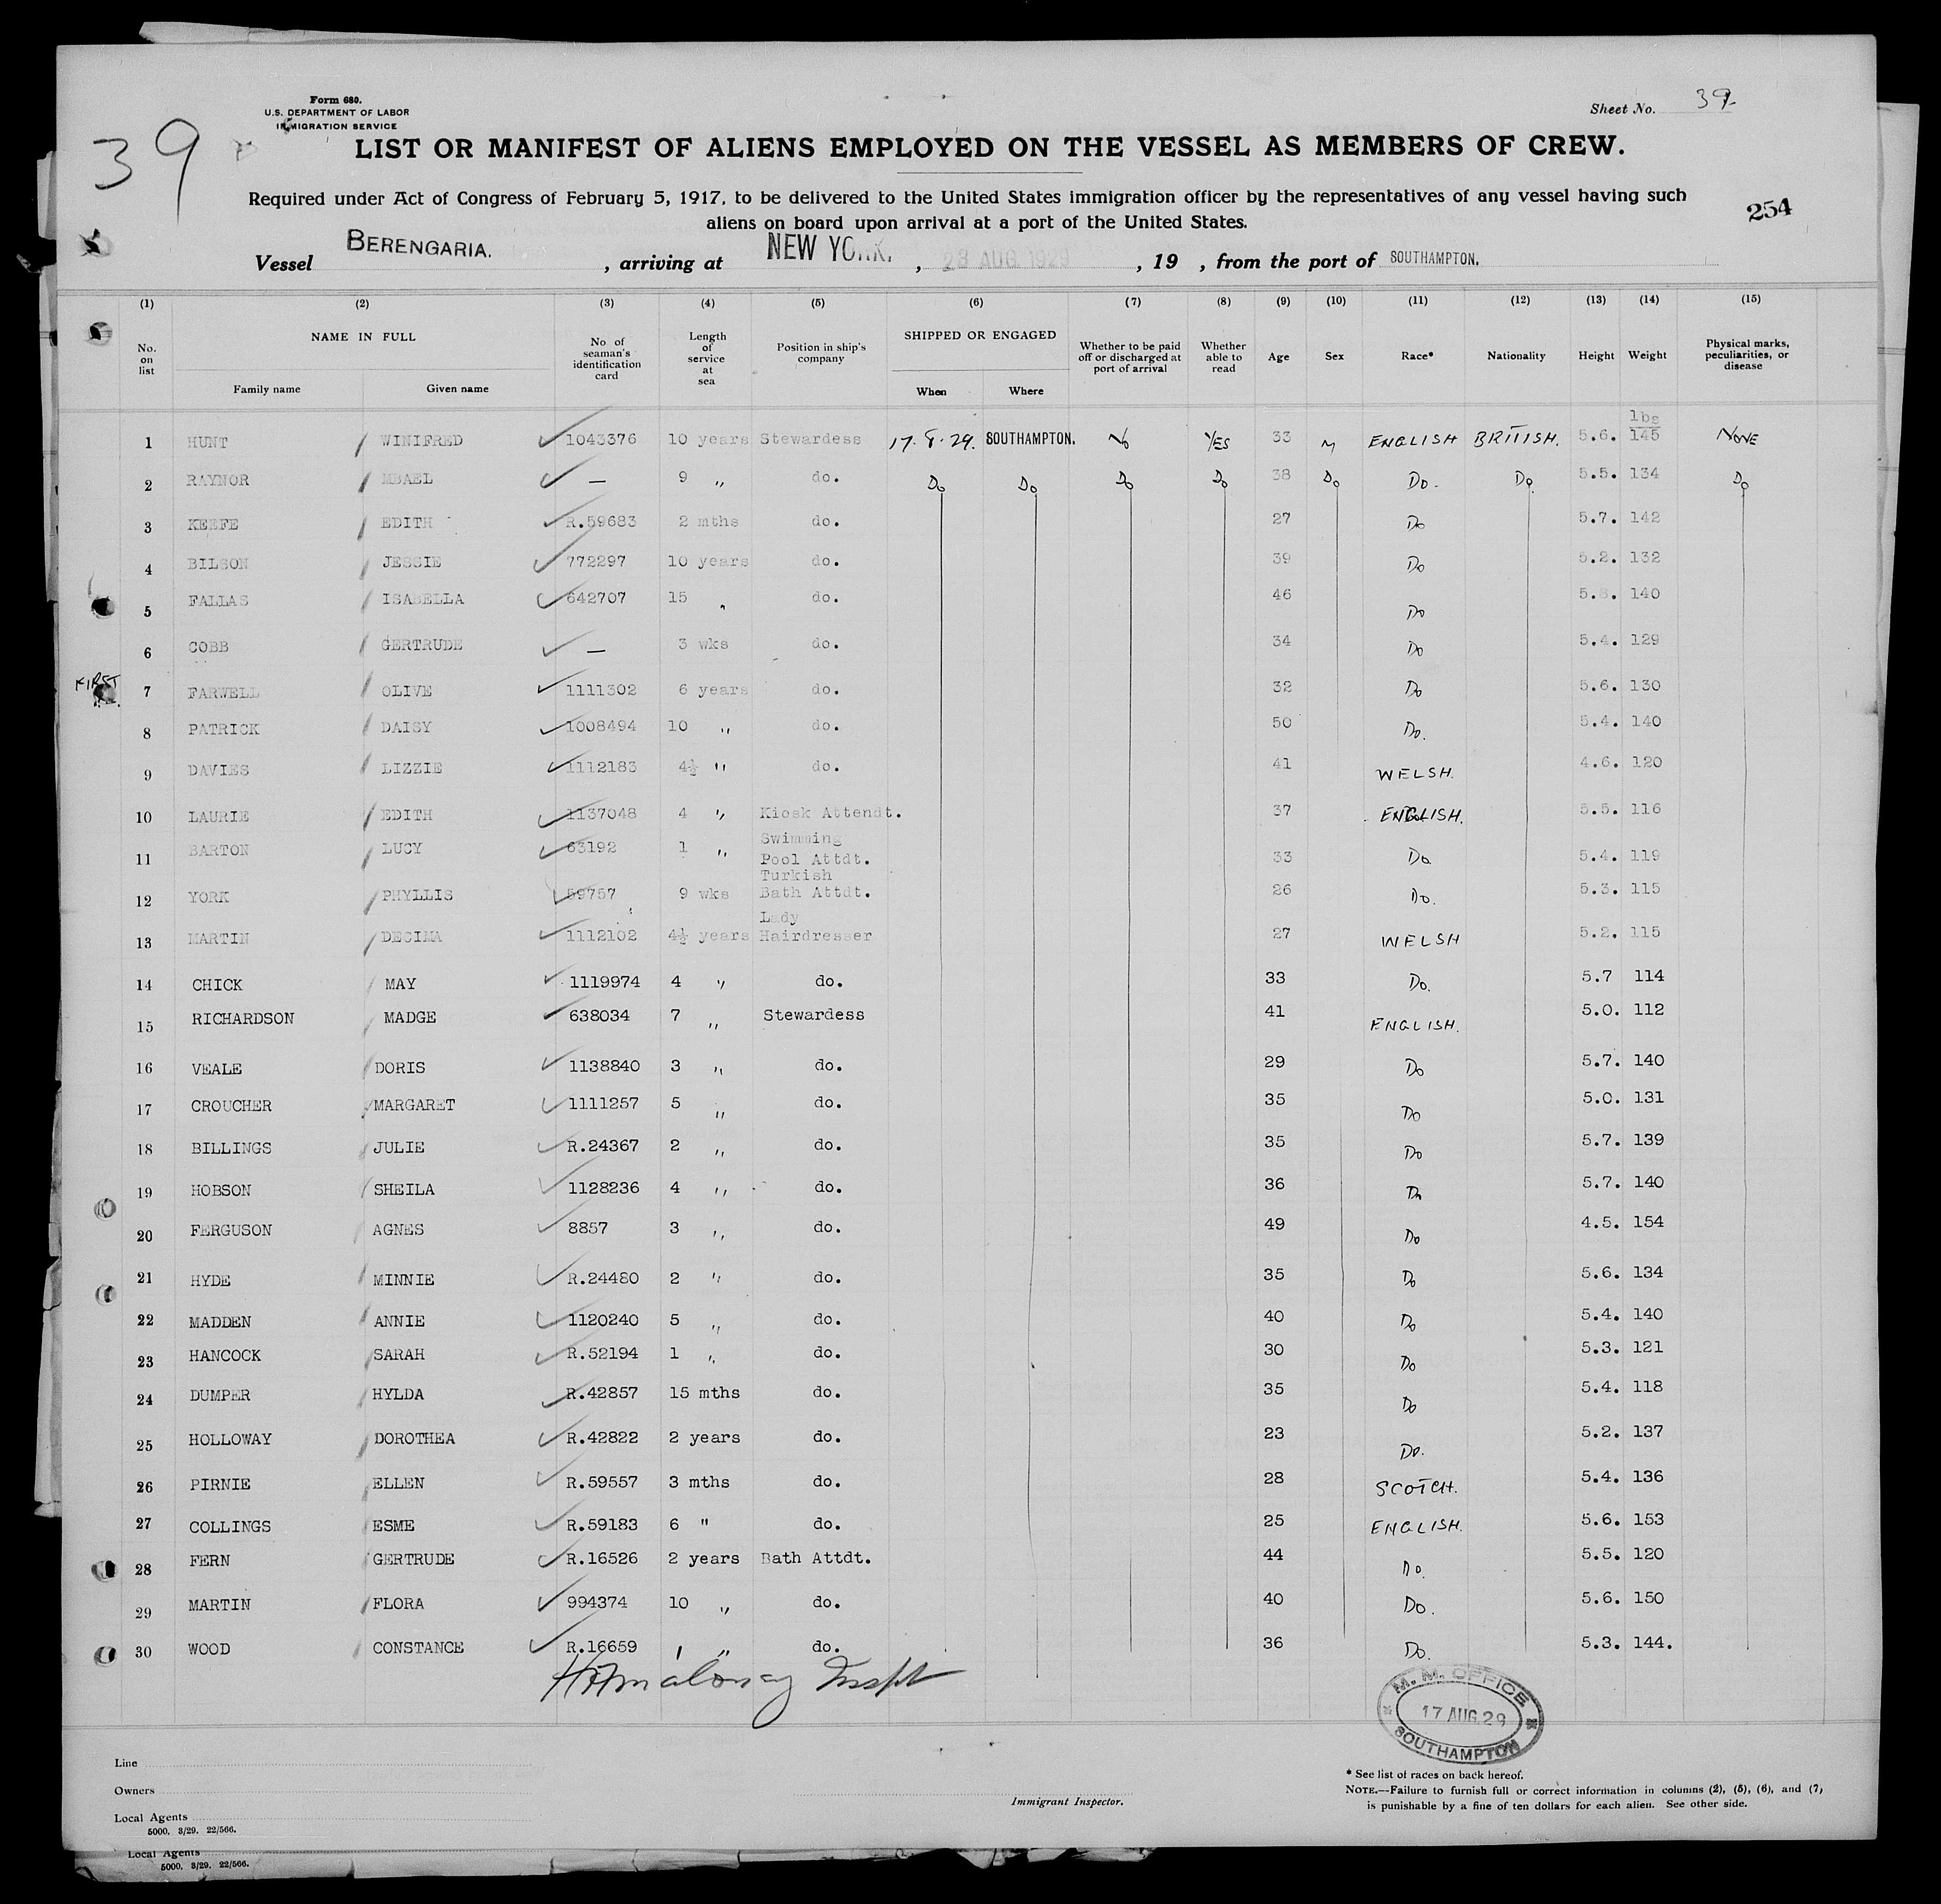 Form 680.
U.S. DEPARTMENT OF LABOR
IMMIGRATION SERVICE
39
Sheet No. 39
LIST OR MANIFEST OF ALIENS EMPLOYED ON THE VESSEL AS MEMBERS OF CREW.
Required under Act of Congress of February 5, 1917, to be delivered to the United States immigration officer by the representatives of any vessel having such
aliens on board upon arrival at a port of the United States.
254
Vessel BERENGARIA. , arriving at NEW YORK. , 23 AUG 1929 , 19 , from the port of SOUTHAMPTON.
(1) (2) (3) (4) (5) (6) (7) (8) (9) (10) (11) (12) (13) (14) (15)
No. on list NAME IN FULL Family name Given name No of seaman's identification card Length of service at sea Position in ship's company SHIPPED OR ENGAGED When Where Whether to be paid off or discharged at port of arrival Whether able to read Age Sex Race* Nationality Height Weight Physical marks, peculiarities, or disease
lbs
1 HUNT WINIFRED 1043376 10 years Stewardess 17.8.29. SOUTHAMPTON. No YES 33 M ENGLISH BRITISH. 5.6. 145 NONE
2 RAYNOR MBAEL — 9 ,, do. Do Do Do Do 38 Do Do. Do. 5.5. 134 Do
3 KEEFE EDITH R.59683 2 mths do. 27 Do 5.7. 142
4 BILSON JESSIE 772297 10 years do. 39 Do 5.2. 132
5 FALLAS ISABELLA 642707 15 " do. 46 Do 5.8. 140
6 COBB GERTRUDE — 3 wks do. 34 Do 5.4. 129
FIRST 7 FARWELL OLIVE 1111302 6 years do. 32 Do 5.6. 130
8 PATRICK DAISY 1008494 10 ,, do. 50 Do. 5.4. 140
9 DAVIES LIZZIE 1112183 4½ " do. 41 WELSH. 4.6. 120
10 LAURIE EDITH 1137048 4 ,, Kiosk Attendt. 37 ENGLISH. 5.5. 116
11 BARTON LUCY 63192 1 ,, Swimming Pool Attdt. 33 Do. 5.4. 119
12 YORK PHYLLIS 59757 9 wks Turkish Bath Attdt. 26 Do. 5.3. 115
13 MARTIN DECIMA 1112102 4½ years Lady Hairdresser 27 WELSH 5.2. 115
14 CHICK MAY 1119974 4 ,, do. 33 Do. 5.7 114
15 RICHARDSON MADGE 638034 7 ,, Stewardess 41 ENGLISH. 5.0. 112
16 VEALE DORIS 1138840 3 ,, do. 29 Do 5.7. 140
17 CROUCHER MARGARET 1111257 5 ,, do. 35 Do 5.0. 131
18 BILLINGS JULIE R.24367 2 ,, do. 35 Do 5.7. 139
19 HOBSON SHEILA 1128236 4 ,, do. 36 Do 5.7. 140
20 FERGUSON AGNES 8857 3 ,, do. 49 Do 4.5. 154
21 HYDE MINNIE R.24480 2 " do. 35 Do 5.6. 134
22 MADDEN ANNIE 1120240 5 ,, do. 40 Do 5.4. 140
23 HANCOCK SARAH R.52194 1 ,, do. 30 Do 5.3. 121
24 DUMPER HYLDA R.42857 15 mths do. 35 Do 5.4. 118
25 HOLLOWAY DOROTHEA R.42822 2 years do. 23 Do. 5.2. 137
26 PIRNIE ELLEN R.59557 3 mths do. 28 SCOTCH. 5.4. 136
27 COLLINGS ESME R.59183 6 " do. 25 ENGLISH. 5.6. 153
28 FERN GERTRUDE R.16526 2 years Bath Attdt. 44 Do. 5.5. 120
29 MARTIN FLORA 994374 10 ,, do. 40 Do. 5.6. 150
30 WOOD CONSTANCE R.16659 1 " do. 36 Do. 5.3. 144.
M. M. OFFICE
17 AUG.29
SOUTHAMPTON
Line
Owners
Local Agents
5000. 3/29. 22/566.
Immigrant Inspector.
* See list of races on back hereof.
NOTE.—Failure to furnish full or correct information in columns (2), (5), (6), and (7)
is punishable by a fine of ten dollars for each alien. See other side.
Local Agents
5000. 3/29. 22/566.